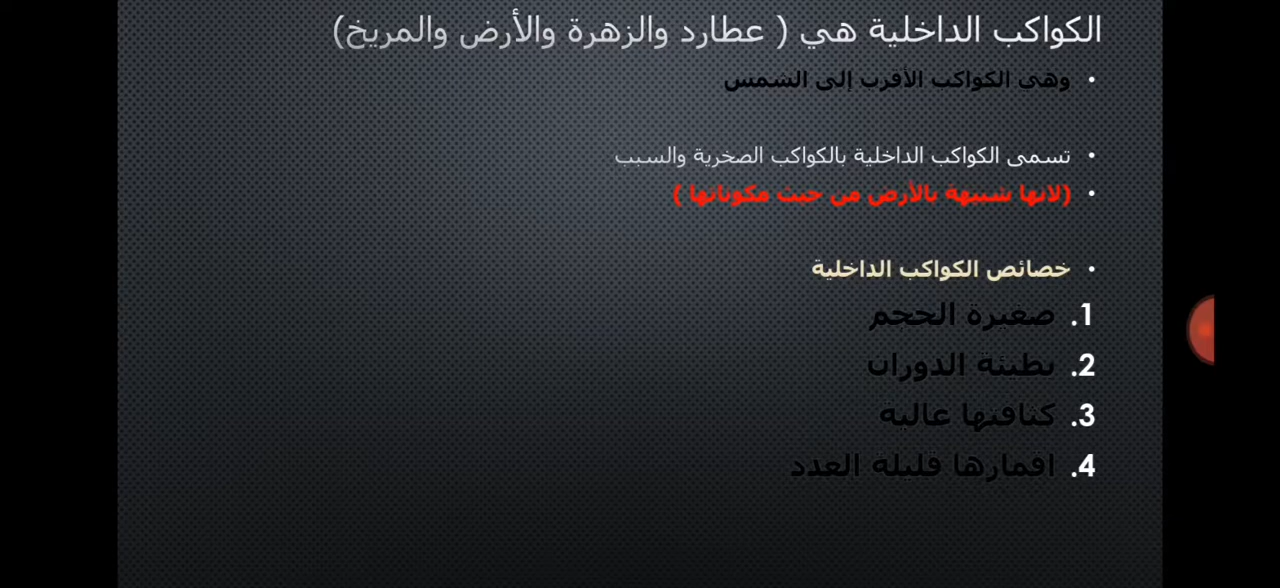 الكواكب الداخلية هي ( عطارد والزهرة والأرض والمريخ)
• وهي الكواكب الأقرب إلى الشمس
• تسمى الكواكب الداخلية بالكواكب الصخرية والسبب
• (لانها شبيهة بالأرض من حيث مكوناتها )
• خصائص الكواكب الداخلية
1. صغيرة الحجم
2. بطيئة الدوران
3. كثافتها عالية
4. اقمارها قليله العدد